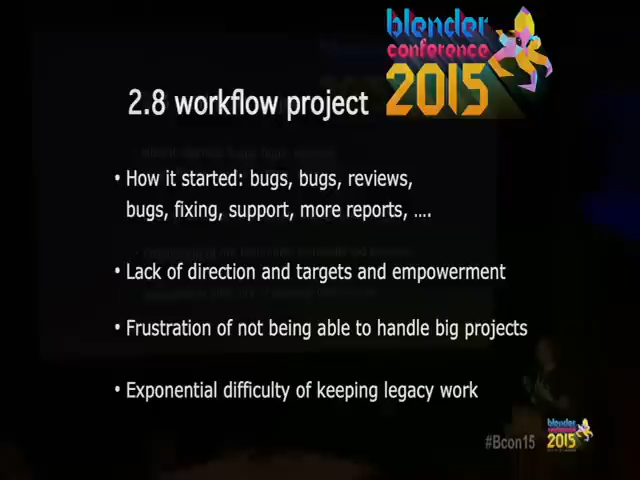 blender
conference
2015
2.8 workflow project
• How it started: bugs, bugs, reviews,
bugs, fixing, support, more reports, ....
• Lack of direction and targets and empowerment
• Frustration of not being able to handle big projects
• Exponential difficulty of keeping legacy work
#Bcon15
blender
conference
2015